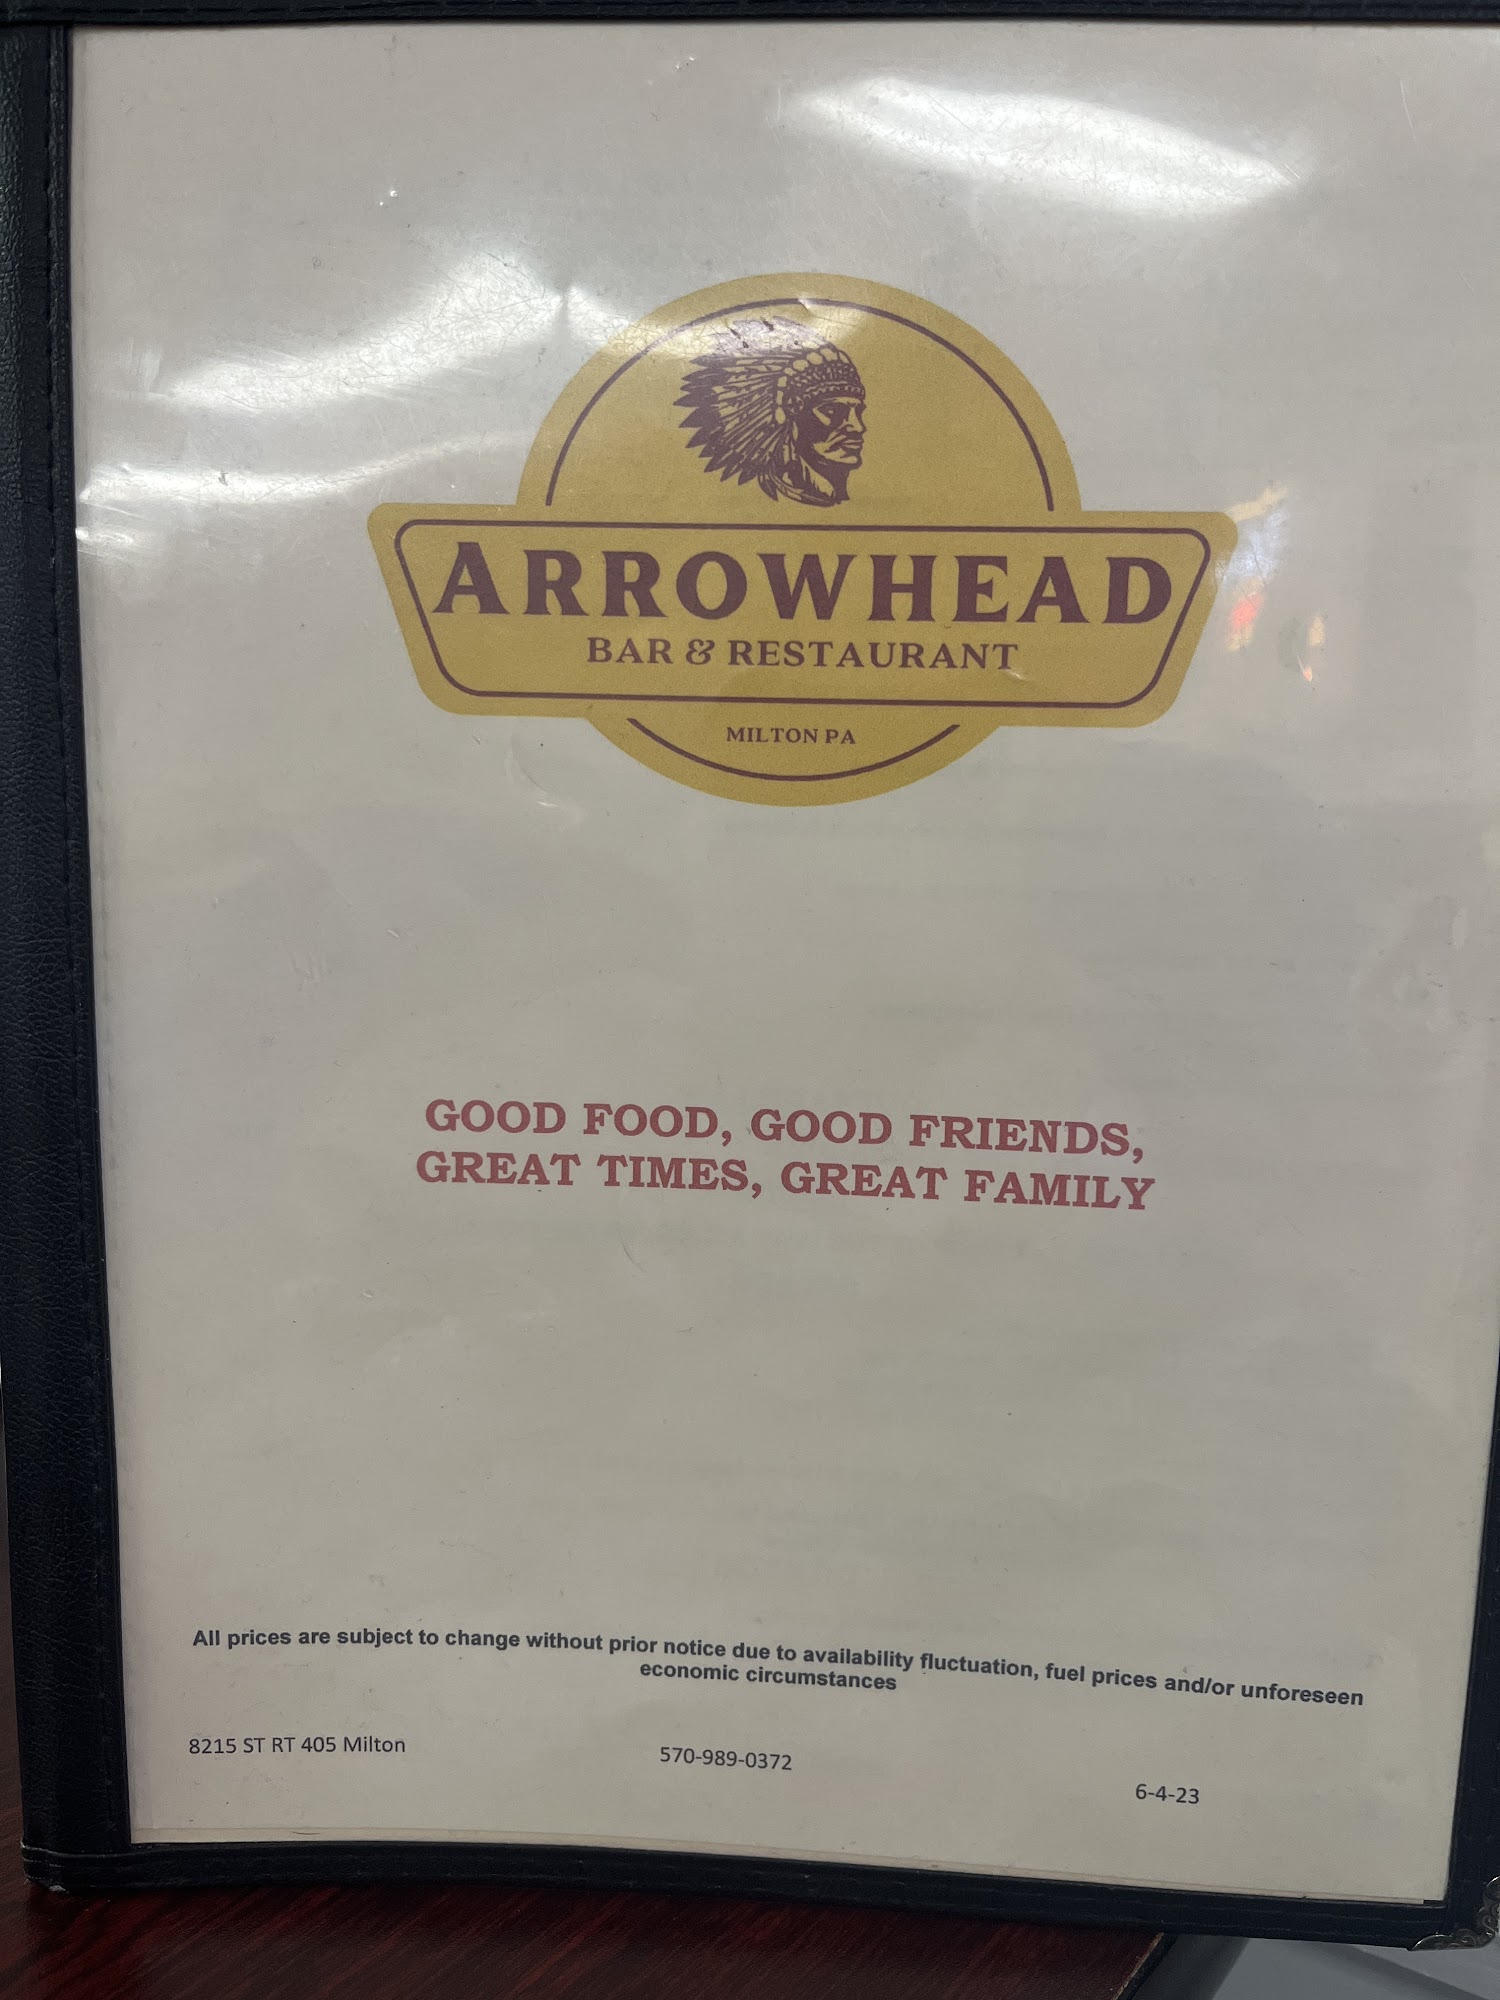 ARROWHEAD
BAR & RESTAURANT
MILTON PA
GOOD FOOD, GOOD FRIENDS,
GREAT TIMES, GREAT FAMILY
All prices are subject to change without prior notice due to availability fluctuation, fuel prices and/or unforeseen
economic circumstances
8215 ST RT 405 Milton
570-989-0372
6-4-23